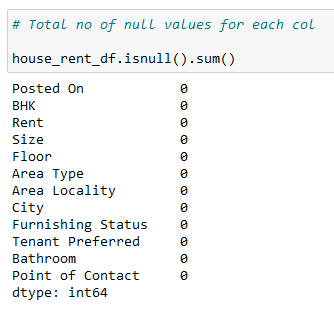 # Total no of null values for each col
house_rent_df.isnull().sum()
Posted On 0
BHK 0
Rent 0
Size 0
Floor 0
Area Type 0
Area Locality 0
City 0
Furnishing Status 0
Tenant Preferred 0
Bathroom 0
Point of Contact 0
dtype: int64